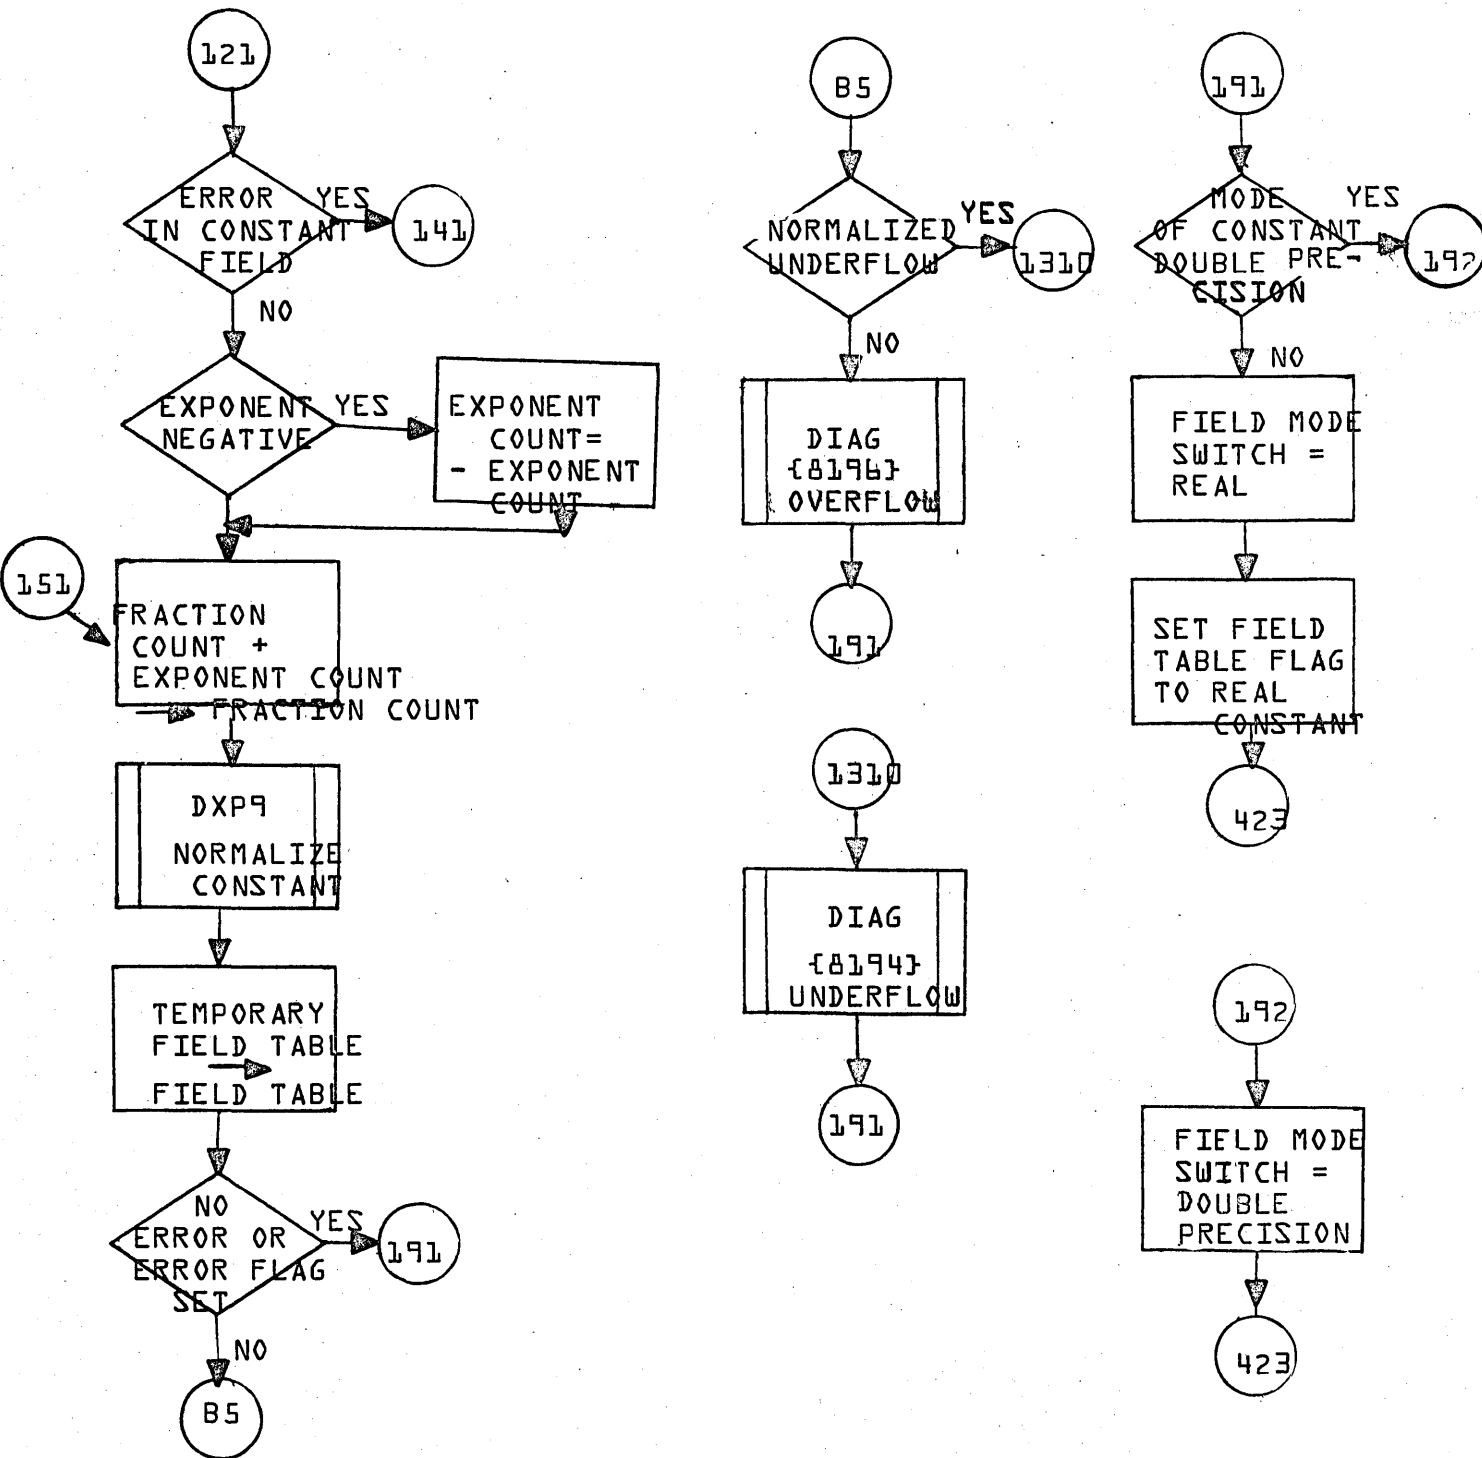 121
ERROR
IN CONSTANT
FIELD
YES
141
NO
EXPONENT
NEGATIVE
YES
EXPONENT
COUNT=
- EXPONENT
COUNT
151
FRACTION
COUNT +
EXPONENT COUNT
→ FRACTION COUNT
DXP9
NORMALIZE
CONSTANT
TEMPORARY
FIELD TABLE
→
FIELD TABLE
NO
ERROR OR
ERROR FLAG
SET
YES
191
NO
B5
B5
NORMALIZED
UNDERFLOW
YES
1310
NO
DIAG
{8196}
OVERFLOW
191
1310
DIAG
{8194}
UNDERFLOW
191
191
MODE
OF CONSTANT
DOUBLE PRE-
CISION
YES
192
NO
FIELD MODE
SWITCH =
REAL
SET FIELD
TABLE FLAG
TO REAL
CONSTANT
423
192
FIELD MODE
SWITCH =
DOUBLE
PRECISION
423